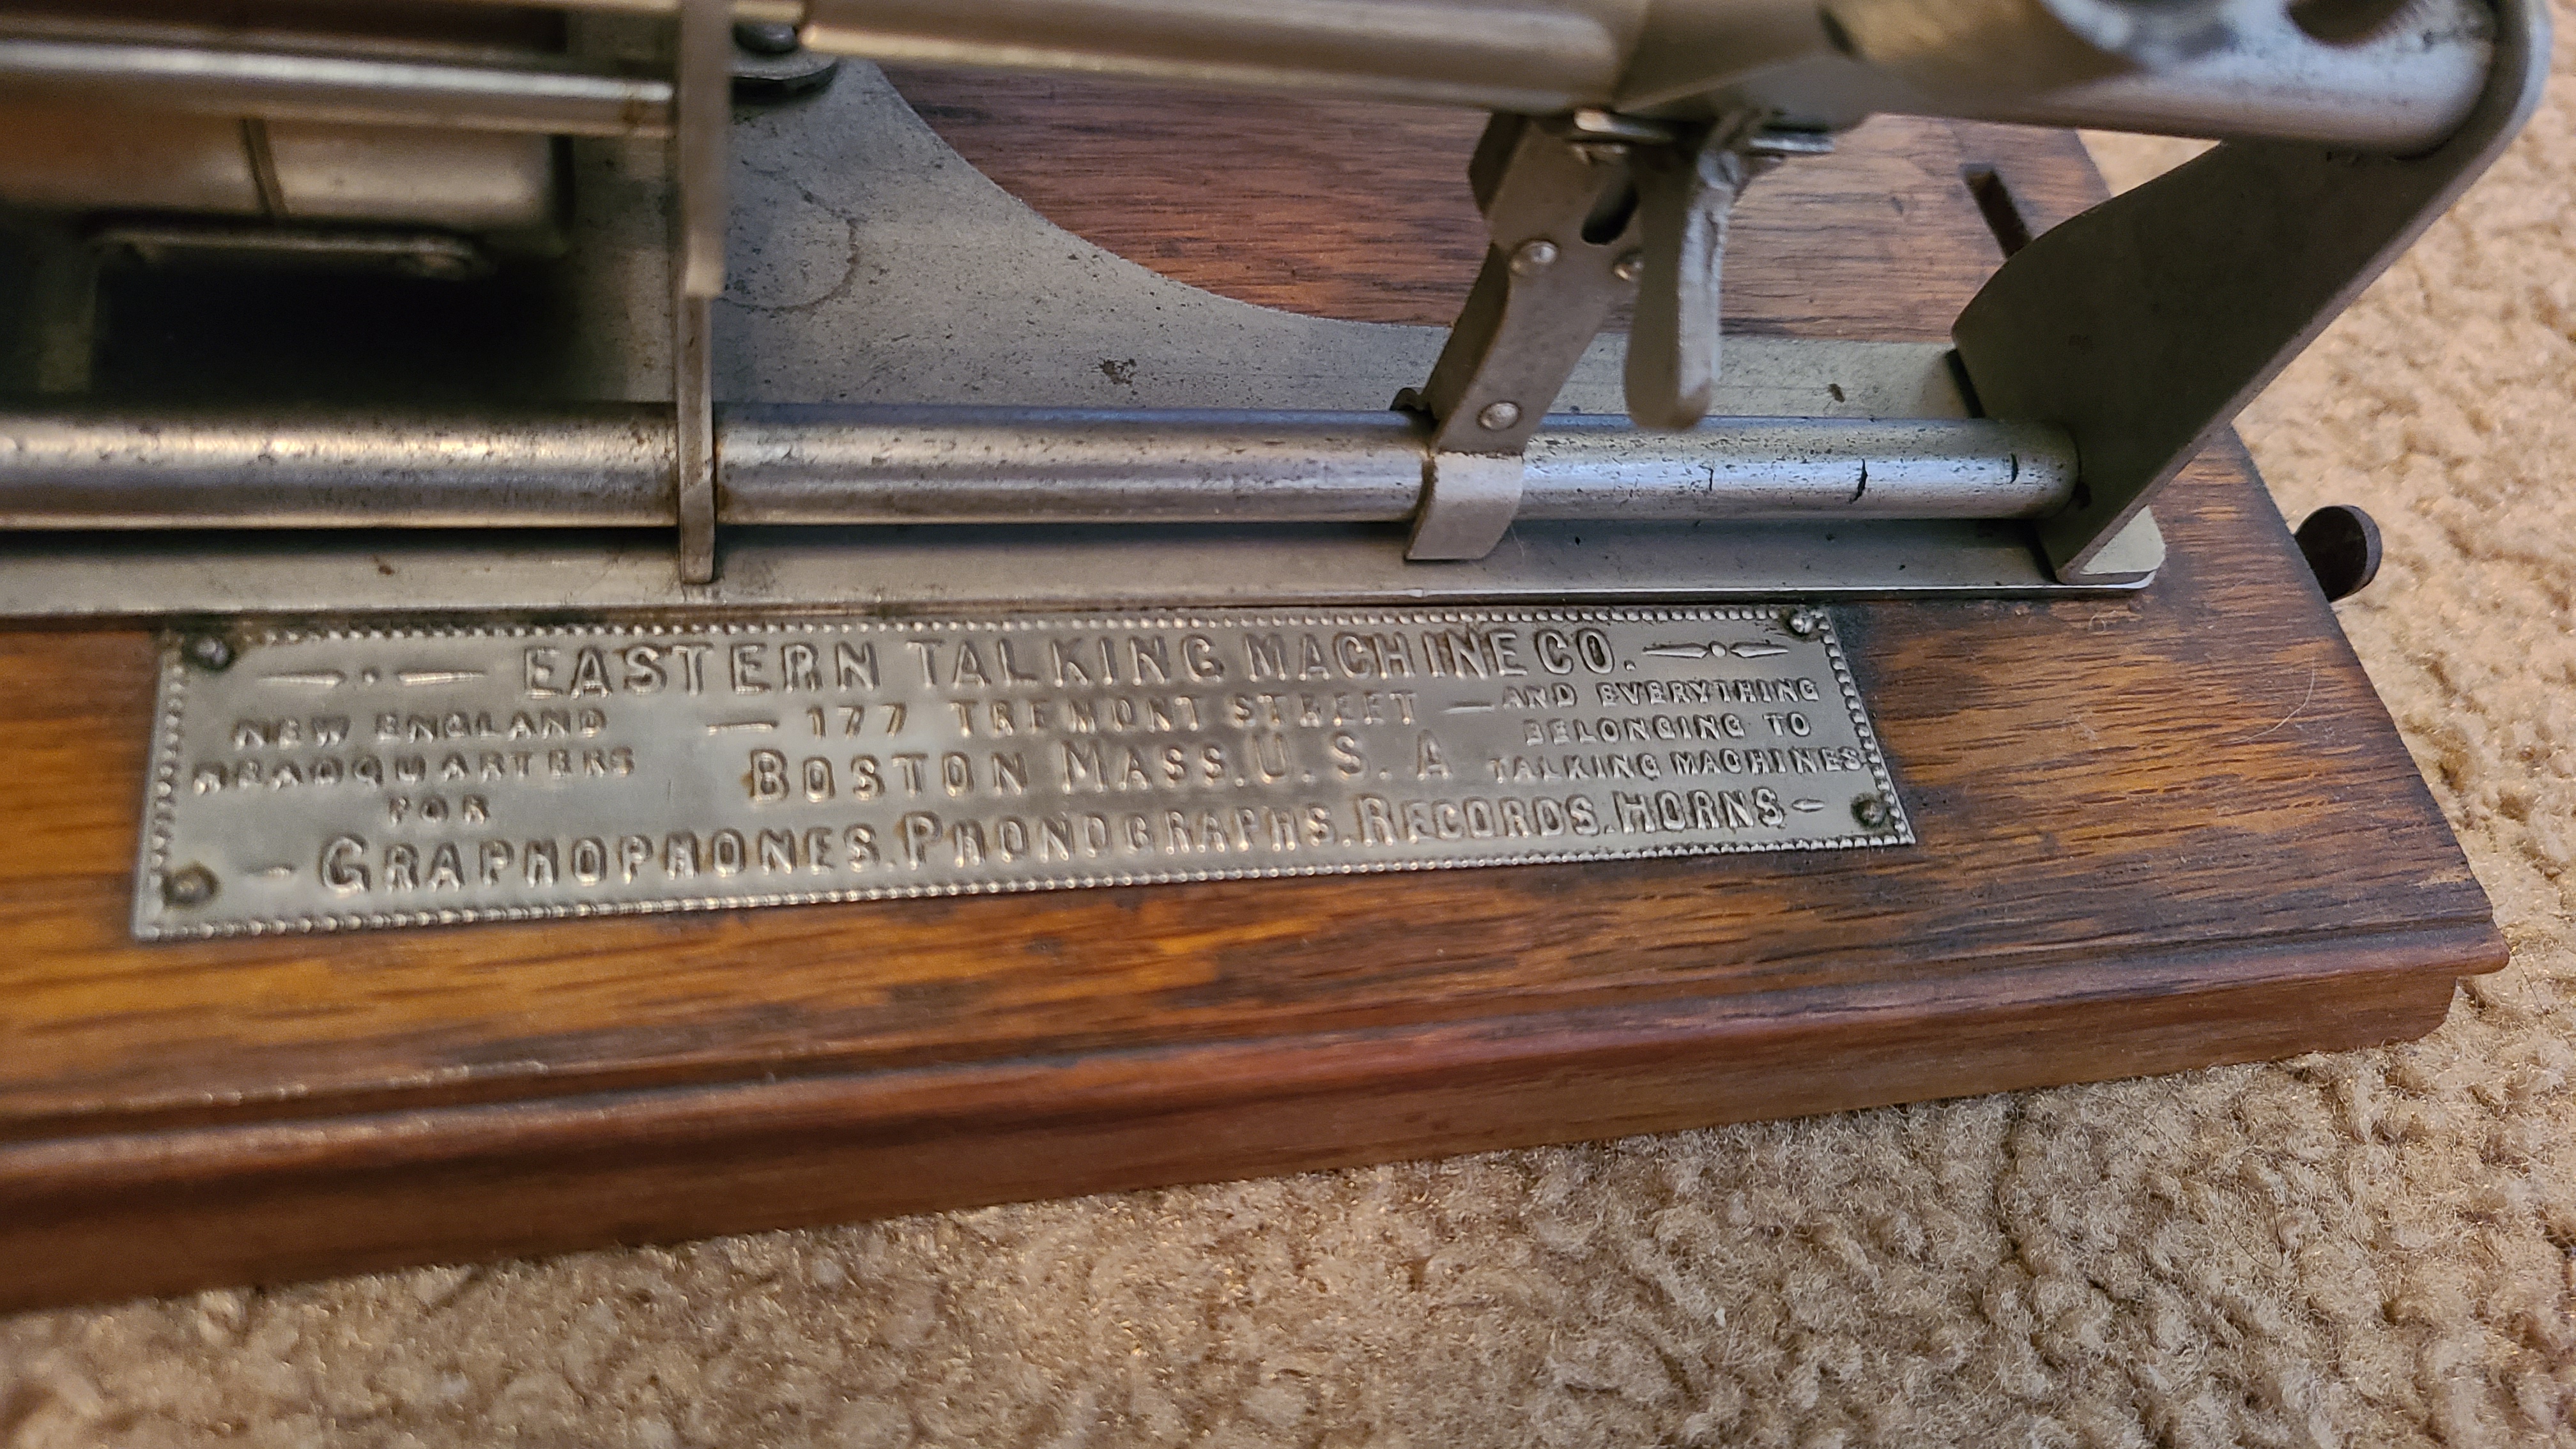 EASTERN TALKING MACHINE CO.
NEW ENGLAND
HEADQUARTERS
FOR
— 177 TREMONT STREET —
BOSTON MASS. U. S. A
AND EVERYTHING
BELONGING TO
TALKING MACHINES
— GRAPHOPHONES. PHONOGRAPHS. RECORDS. HORNS —